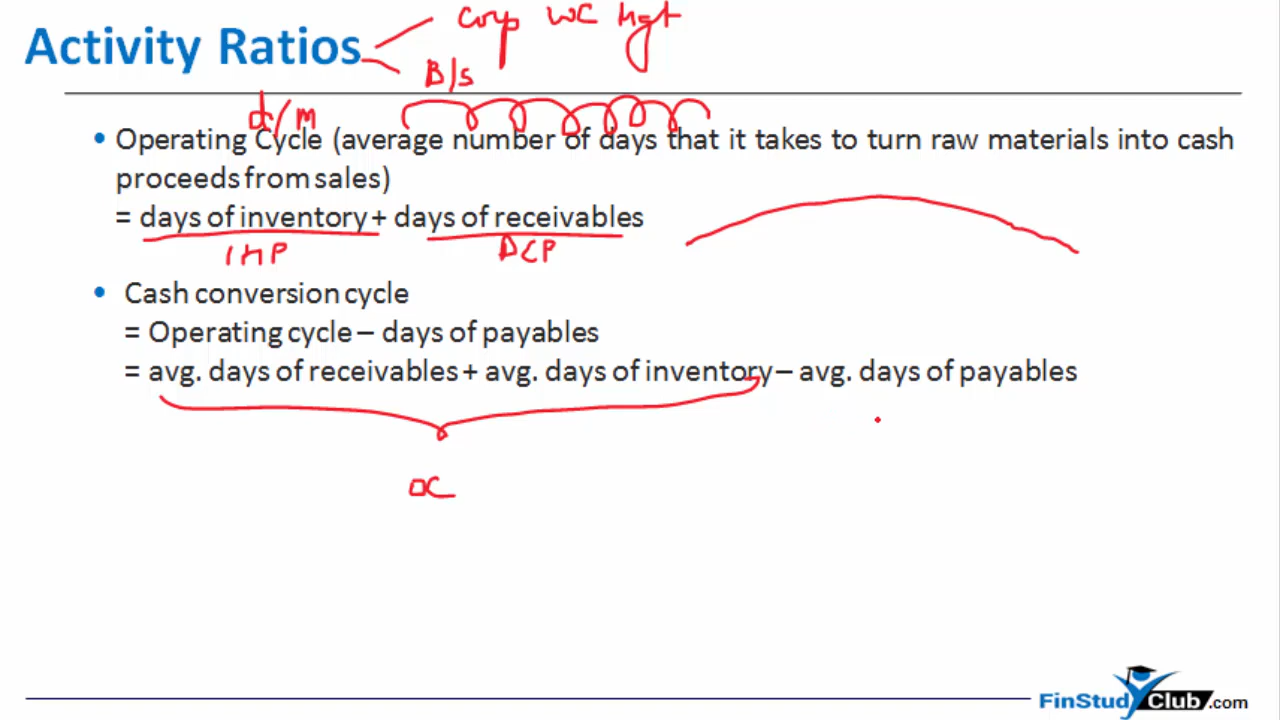 Activity Ratios
corp WC Mgt
B/s
d/M
• Operating Cycle (average number of days that it takes to turn raw materials into cash
proceeds from sales)
= days of inventory + days of receivables
IHP DCP
• Cash conversion cycle
= Operating cycle – days of payables
= avg. days of receivables + avg. days of inventory – avg. days of payables
OC
FinStudyClub.com